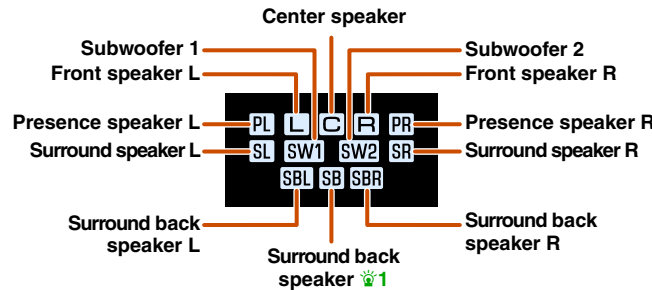 Center speaker
Subwoofer 1
Subwoofer 2
Front speaker L
Front speaker R
PL L C R PR
Presence speaker L
Presence speaker R
SL SW1 SW2 SR
Surround speaker L
Surround speaker R
SBL SB SBR
Surround back
speaker L
Surround back
speaker R
Surround back
speaker 1